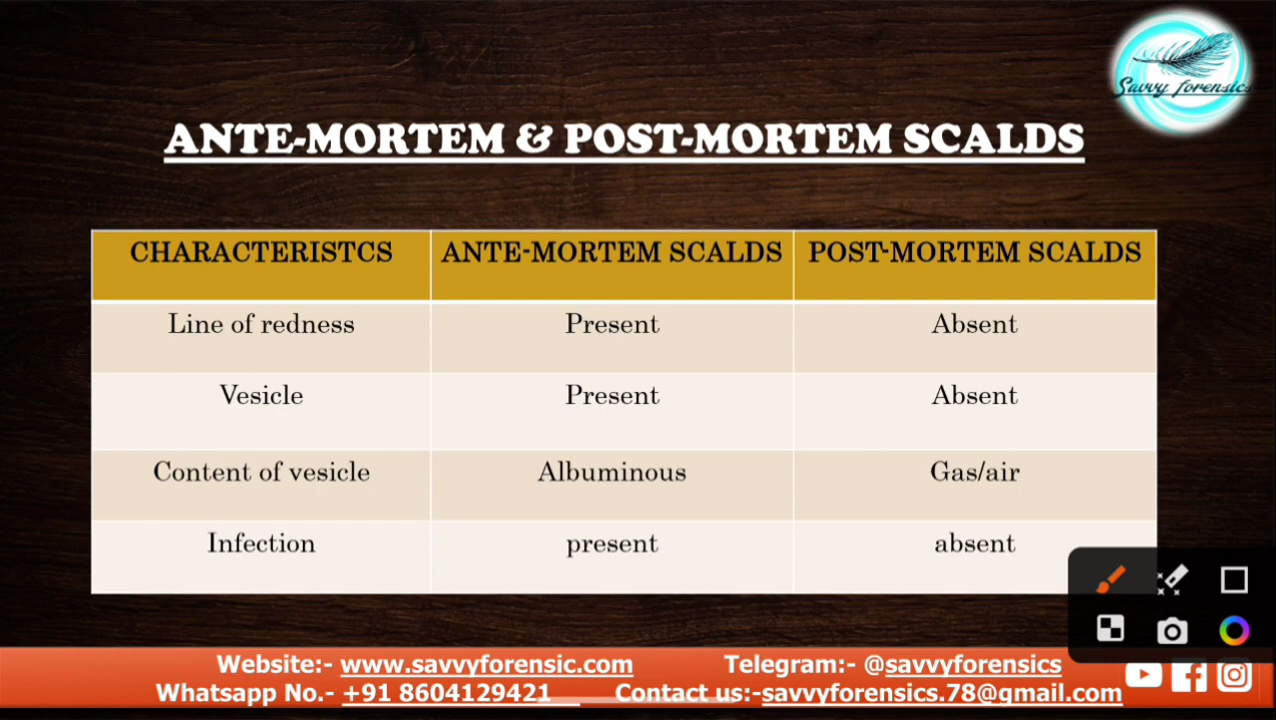 Savvy forensics
ANTE-MORTEM & POST-MORTEM SCALDS
CHARACTERISTCS ANTE-MORTEM SCALDS POST-MORTEM SCALDS
Line of redness Present Absent
Vesicle Present Absent
Content of vesicle Albuminous Gas/air
Infection present absent
Website:- www.savvyforensic.com Telegram:- @savvyforensics
Whatsapp No.- +91 8604129421 Contact us:-savvyforensics.78@gmail.com